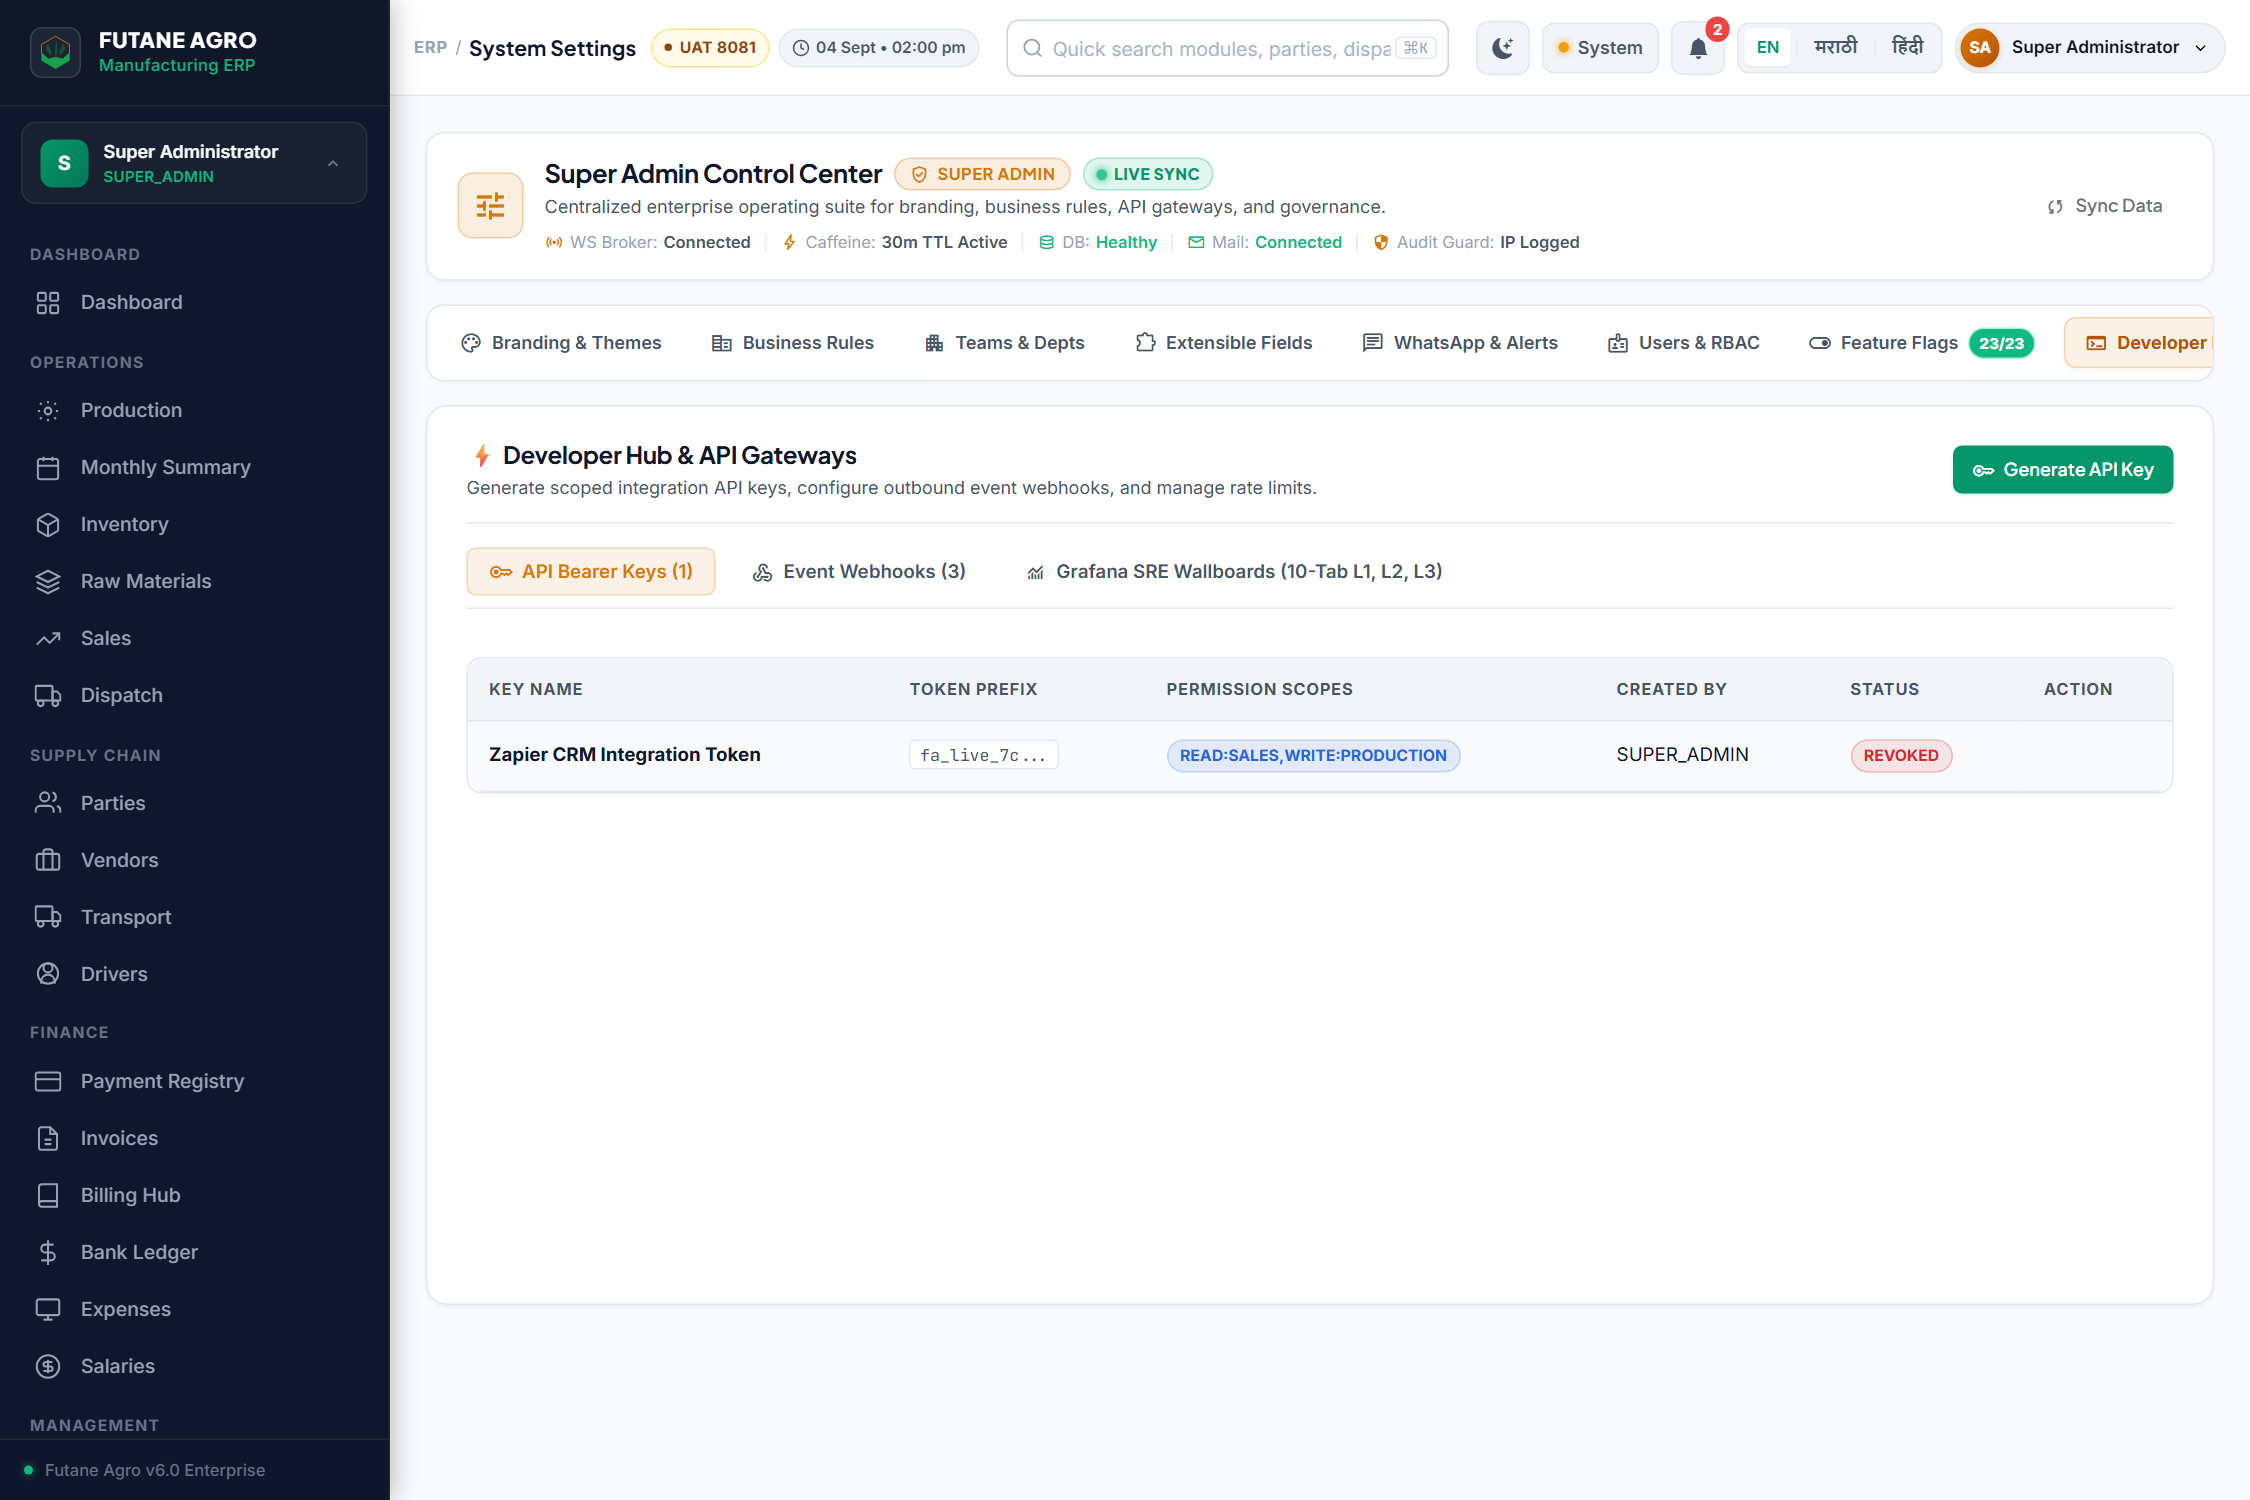 FUTANE AGRO
Manufacturing ERP
S
Super Administrator
SUPER_ADMIN
DASHBOARD
Dashboard
OPERATIONS
Production
Monthly Summary
Inventory
Raw Materials
Sales
Dispatch
SUPPLY CHAIN
Parties
Vendors
Transport
Drivers
FINANCE
Payment Registry
Invoices
Billing Hub
Bank Ledger
Expenses
Salaries
MANAGEMENT
Futane Agro v6.0 Enterprise
ERP / System Settings
UAT 8081
04 Sept • 02:00 pm
Quick search modules, parties, dispa
⌘K
System
2
EN
मराठी
हिंदी
SA
Super Administrator
Super Admin Control Center
SUPER ADMIN
LIVE SYNC
Centralized enterprise operating suite for branding, business rules, API gateways, and governance.
WS Broker: Connected
Caffeine: 30m TTL Active
DB: Healthy
Mail: Connected
Audit Guard: IP Logged
Sync Data
Branding & Themes
Business Rules
Teams & Depts
Extensible Fields
WhatsApp & Alerts
Users & RBAC
Feature Flags 23/23
Developer
Developer Hub & API Gateways
Generate scoped integration API keys, configure outbound event webhooks, and manage rate limits.
Generate API Key
API Bearer Keys (1)
Event Webhooks (3)
Grafana SRE Wallboards (10-Tab L1, L2, L3)
KEY NAME TOKEN PREFIX PERMISSION SCOPES CREATED BY STATUS ACTION
Zapier CRM Integration Token fa_live_7c... READ:SALES,WRITE:PRODUCTION SUPER_ADMIN REVOKED